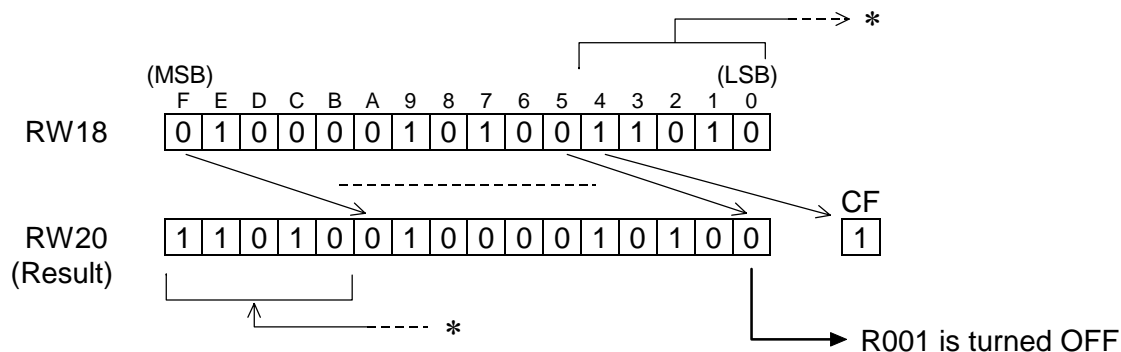 *
(MSB) (LSB)
F E D C B A 9 8 7 6 5 4 3 2 1 0
RW18 0 1 0 0 0 0 1 0 1 0 0 1 1 0 1 0
CF
RW20 1 1 0 1 0 0 1 0 0 0 0 1 0 1 0 0 1
(Result)
*
R001 is turned OFF